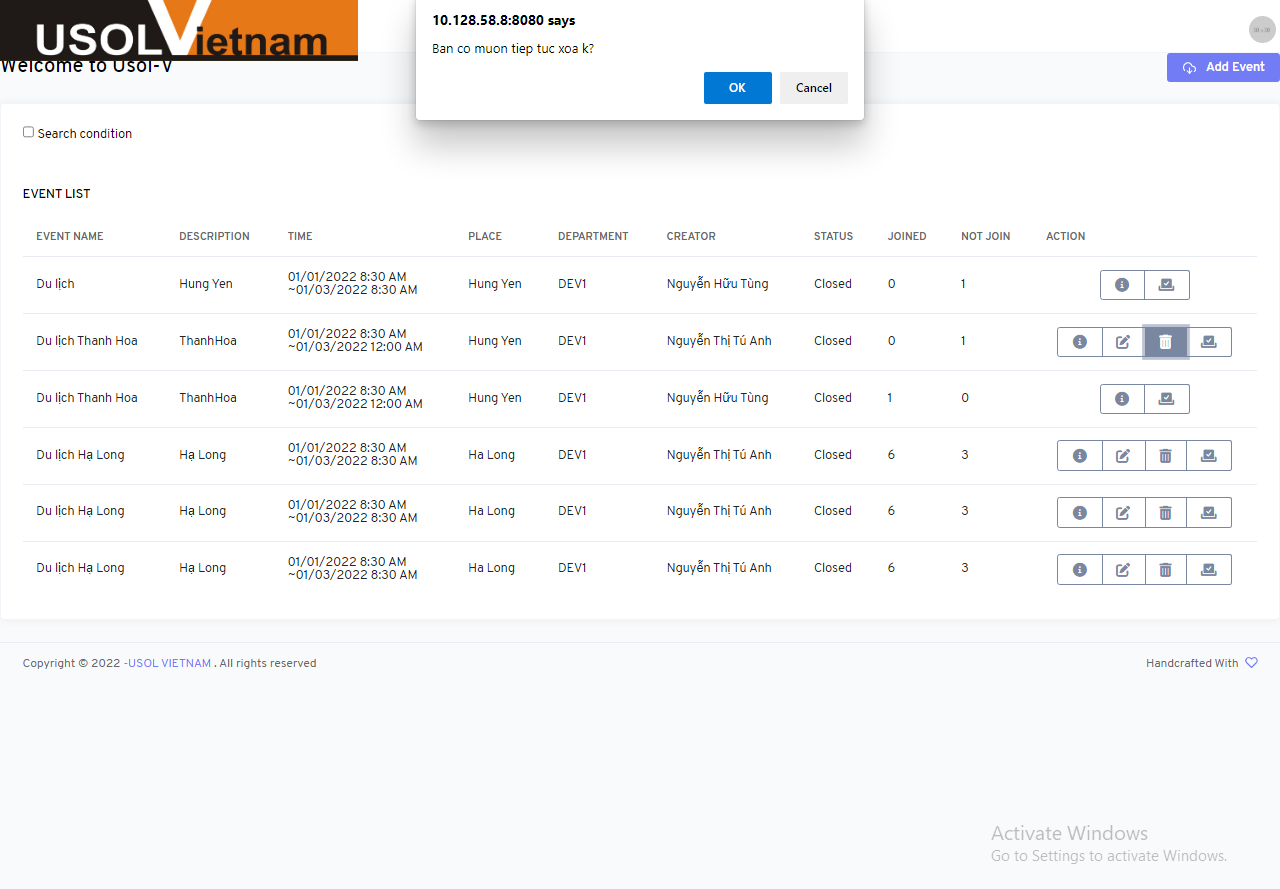 USOLVietnam
10.128.58.8:8080 says
Ban co muon tiep tuc xoa k?
OK
Cancel
Welcome to Usol-V
Add Event
Search condition
EVENT LIST
EVENT NAME DESCRIPTION TIME PLACE DEPARTMENT CREATOR STATUS JOINED NOT JOIN ACTION
Du lịch Hung Yen 01/01/2022 8:30 AM ~01/03/2022 8:30 AM Hung Yen DEV1 Nguyễn Hữu Tùng Closed 0 1
Du lịch Thanh Hoa ThanhHoa 01/01/2022 8:30 AM ~01/03/2022 12:00 AM Hung Yen DEV1 Nguyễn Thị Tú Anh Closed 0 1
Du lịch Thanh Hoa ThanhHoa 01/01/2022 8:30 AM ~01/03/2022 12:00 AM Hung Yen DEV1 Nguyễn Hữu Tùng Closed 1 0
Du lịch Hạ Long Hạ Long 01/01/2022 8:30 AM ~01/03/2022 8:30 AM Ha Long DEV1 Nguyễn Thị Tú Anh Closed 6 3
Du lịch Hạ Long Hạ Long 01/01/2022 8:30 AM ~01/03/2022 8:30 AM Ha Long DEV1 Nguyễn Thị Tú Anh Closed 6 3
Du lịch Hạ Long Hạ Long 01/01/2022 8:30 AM ~01/03/2022 8:30 AM Ha Long DEV1 Nguyễn Thị Tú Anh Closed 6 3
Copyright © 2022 -USOL VIETNAM . All rights reserved
Handcrafted With
Activate Windows
Go to Settings to activate Windows.